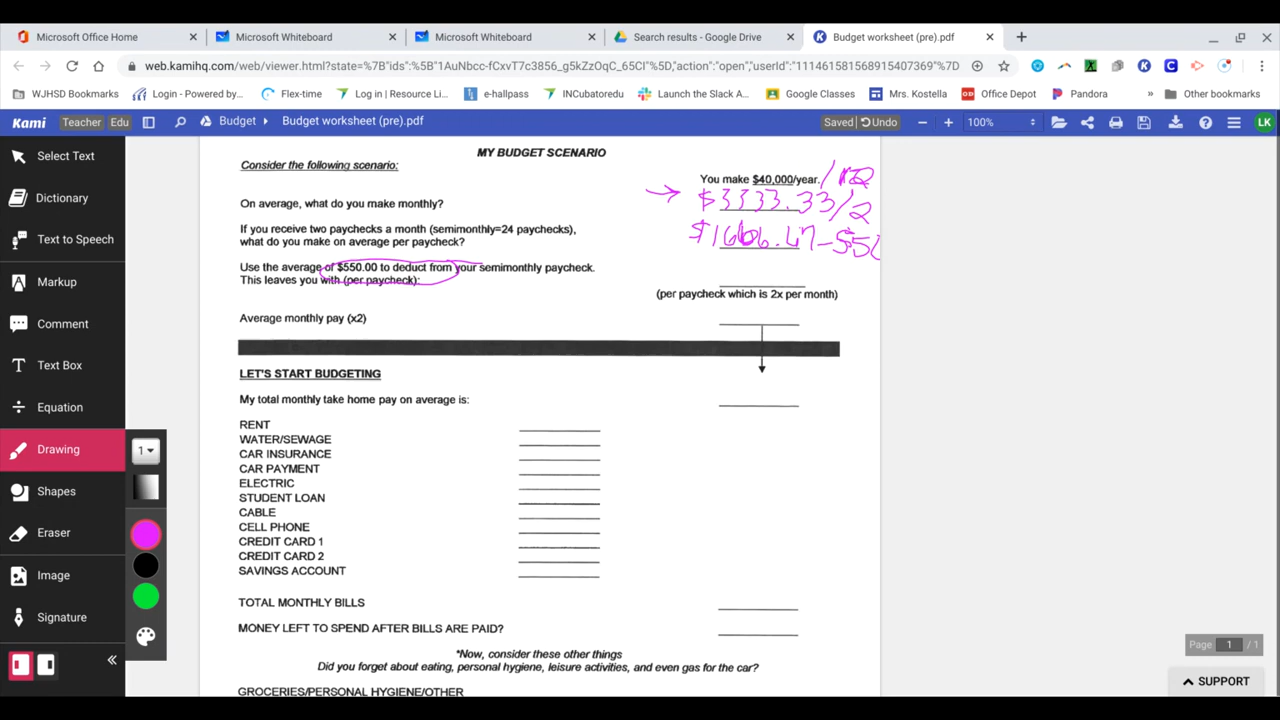 Microsoft Office Home
Microsoft Whiteboard
Microsoft Whiteboard
Search results - Google Drive
Budget worksheet (pre).pdf
web.kamihq.com/web/viewer.html?state=%7B"ids"%3A%5B"1AuNbcc-fCxvT7c3856_g5kZzOqC_65CI"%5D,"action"%3A"open","userId"%3A"111461581568915407369"%7D
WJHSD Bookmarks
Login - Powered by...
Flex-time
Log in | Resource Li...
e-hallpass
INCubatoredu
Launch the Slack A...
Google Classes
Mrs. Kostella
Office Depot
Pandora
»
Other bookmarks
Kami Teacher Edu
Budget
Budget worksheet (pre).pdf
Saved Undo
100%
LK
Select Text
Dictionary
Text to Speech
Markup
Comment
Text Box
Equation
Drawing
Shapes
Eraser
Image
Signature
1
MY BUDGET SCENARIO
Consider the following scenario:
You make $40,000/year. /12
On average, what do you make monthly? $3333.33/2
If you receive two paychecks a month (semimonthly=24 paychecks),
what do you make on average per paycheck? $1666.67-550
Use the average of $550.00 to deduct from your semimonthly paycheck.
This leaves you with (per paycheck):
(per paycheck which is 2x per month)
Average monthly pay (x2)
LET'S START BUDGETING
My total monthly take home pay on average is:
RENT
WATER/SEWAGE
CAR INSURANCE
CAR PAYMENT
ELECTRIC
STUDENT LOAN
CABLE
CELL PHONE
CREDIT CARD 1
CREDIT CARD 2
SAVINGS ACCOUNT
TOTAL MONTHLY BILLS
MONEY LEFT TO SPEND AFTER BILLS ARE PAID?
*Now, consider these other things
Did you forget about eating, personal hygiene, leisure activities, and even gas for the car?
GROCERIES/PERSONAL HYGIENE/OTHER
Page 1 / 1
SUPPORT